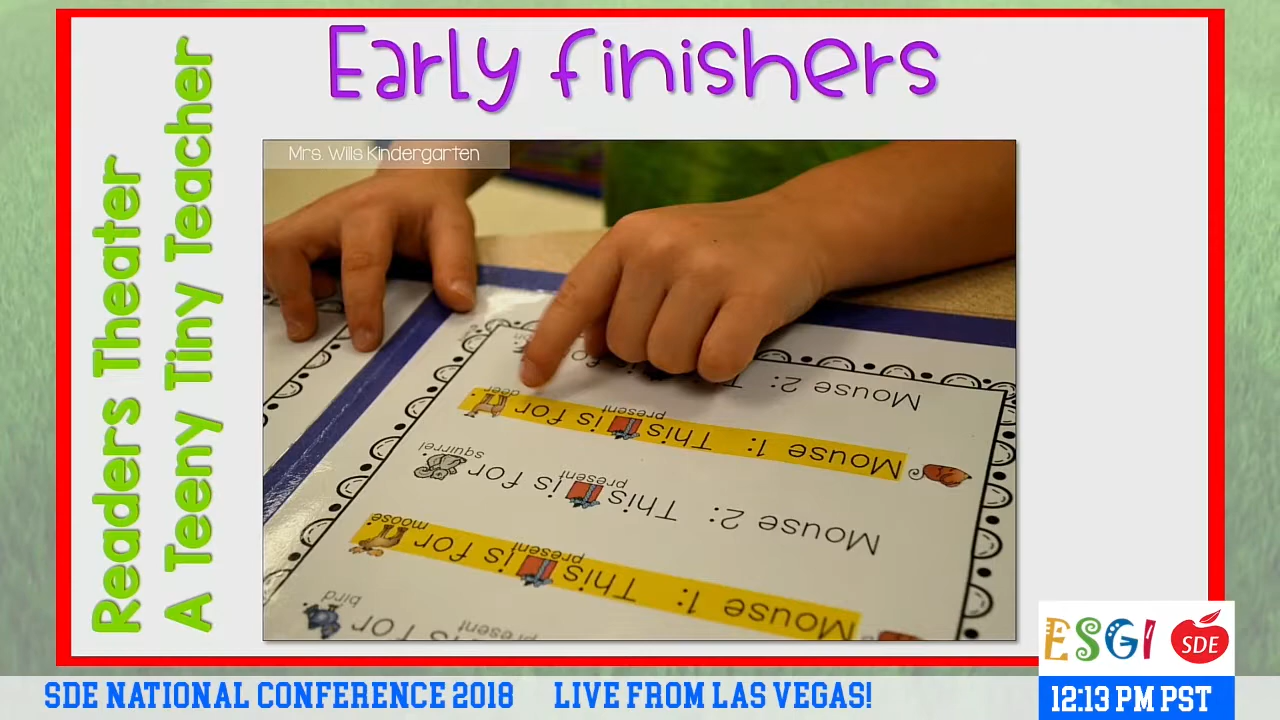 Early Finishers
Readers Theater
A Teeny Tiny Teacher
Mrs. Wills Kindergarten
bird
present
is for
Mouse 1: This is for
present
moose
Mouse 2: This is for
present
squirrel
Mouse 1: This is for
present
deer
Mouse 2:
ESGI
SDE
SDE NATIONAL CONFERENCE 2018
LIVE FROM LAS VEGAS!
12:13 PM PST